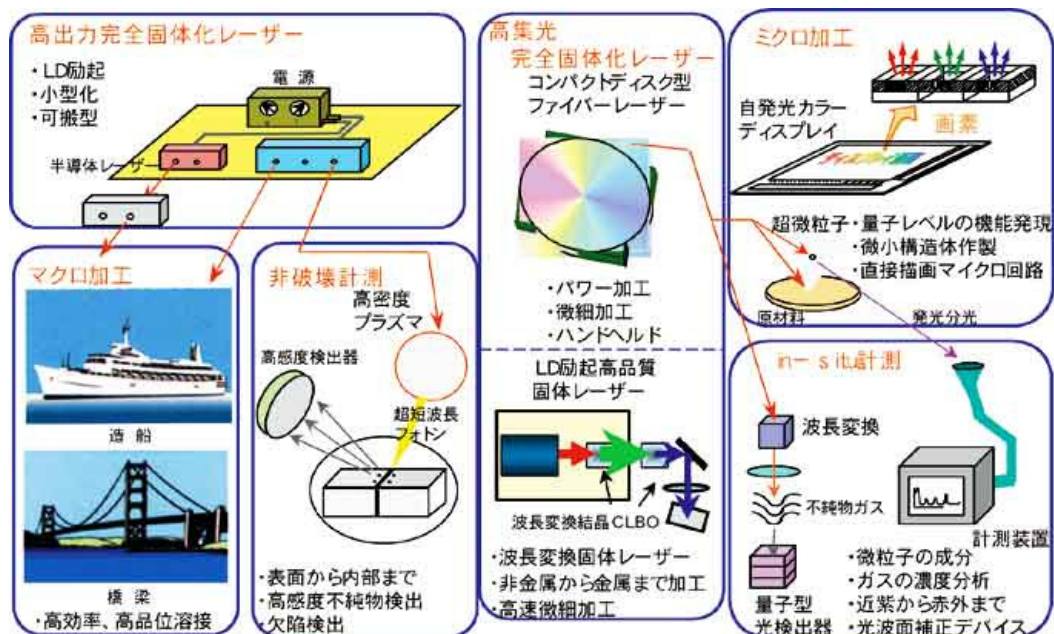 高出力完全固体化レーザー
・LD励起
・小型化
・可搬型
電源
半導体レーザー
マクロ加工
造船
橋梁
・高効率、高品位溶接
非破壊計測
高密度
プラズマ
高感度検出器
超短波長
フォトン
・表面から内部まで
・高感度不純物検出
・欠陥検出
高集光
完全固体化レーザー
コンパクトディスク型
ファイバーレーザー
・パワー加工
・微細加工
・ハンドヘルド
LD励起高品質
固体レーザー
波長変換結晶CLBO
・波長変換固体レーザー
・非金属から金属まで加工
・高速微細加工
ミクロ加工
自発光カラー
ディスプレイ
画素
超微粒子
・量子レベルの機能発現
・微小構造体作製
・直接描画マイクロ回路
原材料
発光分光
in-situ計測
波長変換
不純物ガス
計測装置
量子型
光検出器
・微粒子の成分
・ガスの濃度分析
・近紫から赤外まで
・光波面補正デバイス